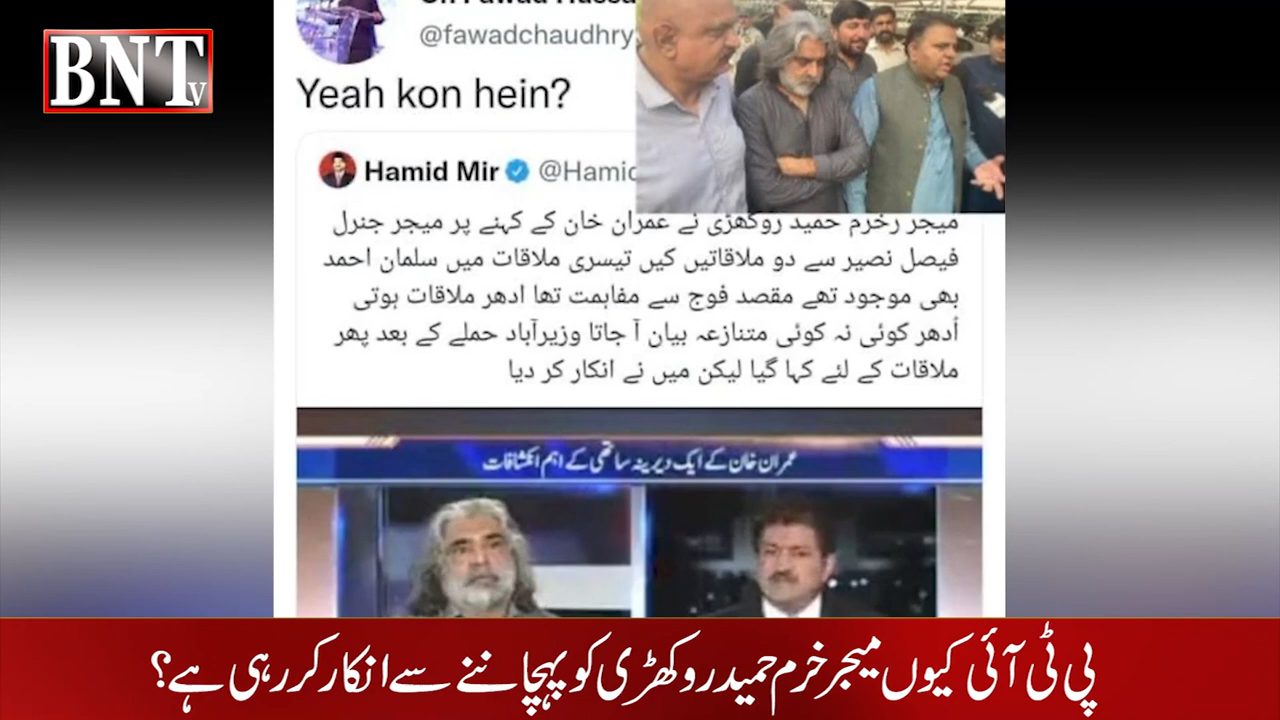 BNTV
Ch Fawad Hussa
@fawadchaudhry
Yeah kon hein?
Hamid Mir @Hamid
میجر رخرم حمید روکھڑی نے عمران خان کے کہنے پر میجر جنرل
فیصل نصیر سے دو ملاقاتیں کیں تیسری ملاقات میں سلمان احمد
بھی موجود تھے مقصد فوج سے مفاہمت تھا ادھر ملاقات ہوتی
اُدھر کوئی نہ کوئی متنازعہ بیان آ جاتا وزیرآباد حملے کے بعد پھر
ملاقات کے لئے کہا گیا لیکن میں نے انکار کر دیا
عمران خان کے ایک دیرینہ ساتھی کے اہم انکشافات
پی ٹی آئی کیوں میجر خرم حمید روکھڑی کو پہچاننے سے انکار کر رہی ہے؟